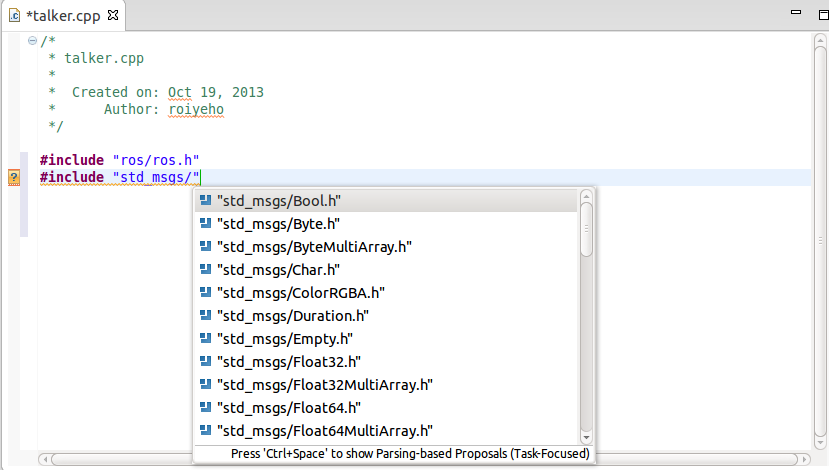 *talker.cpp
/*
* talker.cpp
*
* Created on: Oct 19, 2013
* Author: roiyeho
*/
#include "ros/ros.h"
#include "std_msgs/"
"std_msgs/Bool.h"
"std_msgs/Byte.h"
"std_msgs/ByteMultiArray.h"
"std_msgs/Char.h"
"std_msgs/ColorRGBA.h"
"std_msgs/Duration.h"
"std_msgs/Empty.h"
"std_msgs/Float32.h"
"std_msgs/Float32MultiArray.h"
"std_msgs/Float64.h"
"std_msgs/Float64MultiArray.h"
Press 'Ctrl+Space' to show Parsing-based Proposals (Task-Focused)